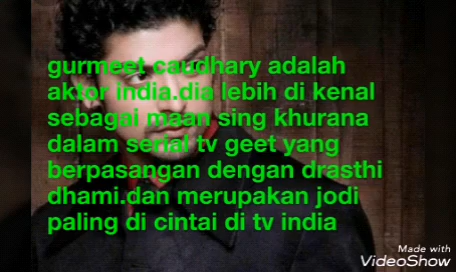 gurmeet caudhary adalah
aktor india.dia lebih di kenal
sebagai maan sing khurana
dalam serial tv geet yang
berpasangan dengan drasthi
dhami.dan merupakan jodi
paling di cintai di tv india
Made with
VideoShow